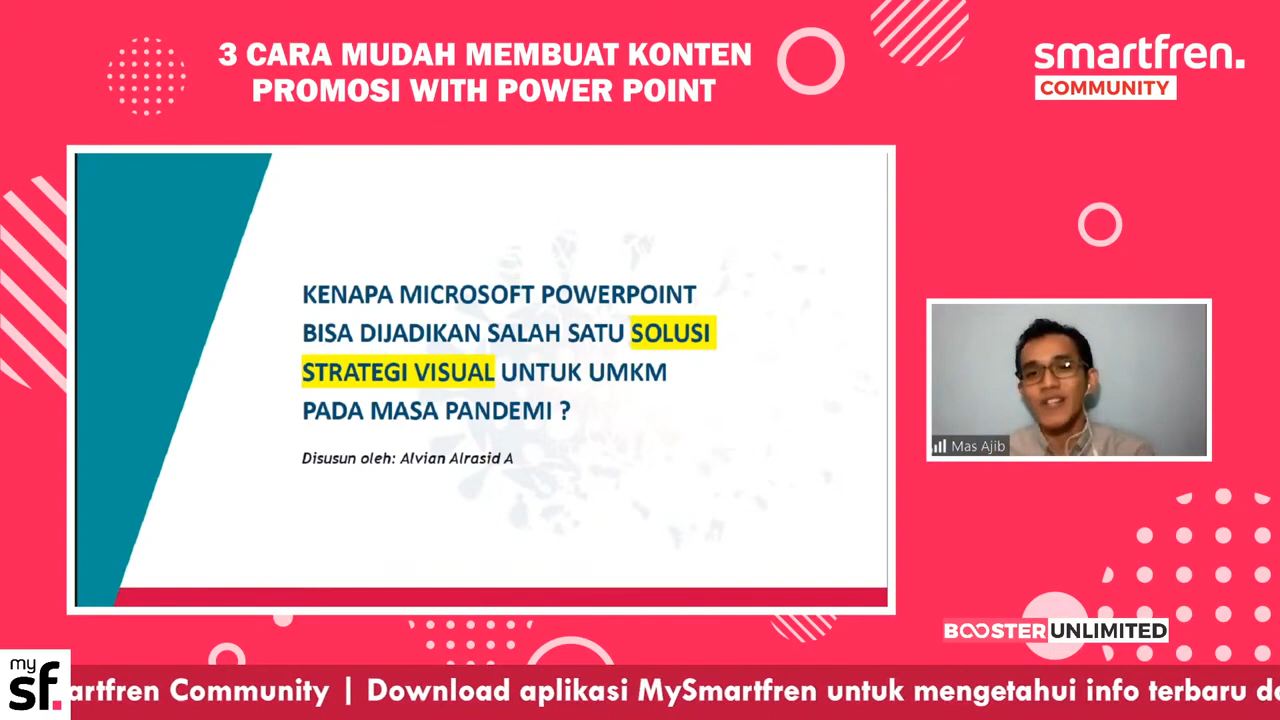 3 CARA MUDAH MEMBUAT KONTEN
PROMOSI WITH POWER POINT
smartfren.
COMMUNITY
KENAPA MICROSOFT POWERPOINT
BISA DIJADIKAN SALAH SATU SOLUSI
STRATEGI VISUAL UNTUK UMKM
PADA MASA PANDEMI ?
Disusun oleh: Alvian Alrasid A
Mas Ajib
BOOSTER UNLIMITED
my
sf.
artfren Community | Download aplikasi MySmartfren untuk mengetahui info terbaru da